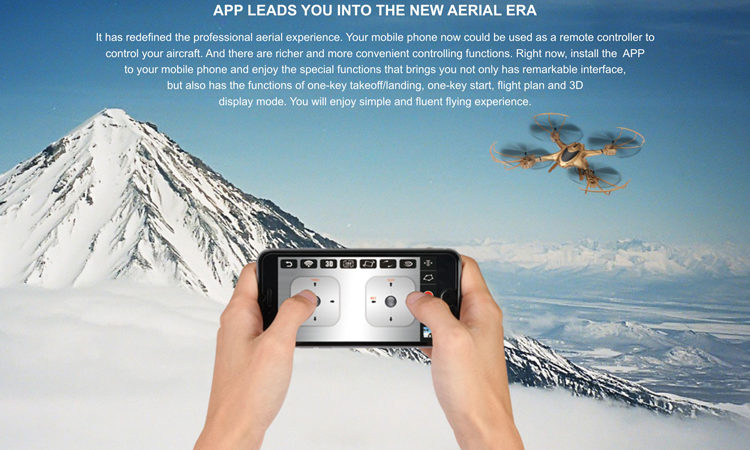 APP LEADS YOU INTO THE NEW AERIAL ERA
It has redefined the professional aerial experience. Your mobile phone now could be used as a remote controller to
control your aircraft. And there are richer and more convenient controlling functions. Right now, install the APP
to your mobile phone and enjoy the special functions that brings you not only has remarkable interface,
but also has the functions of one-key takeoff/landing, one-key start, flight plan and 3D
display mode. You will enjoy simple and fluent flying experience.
3D